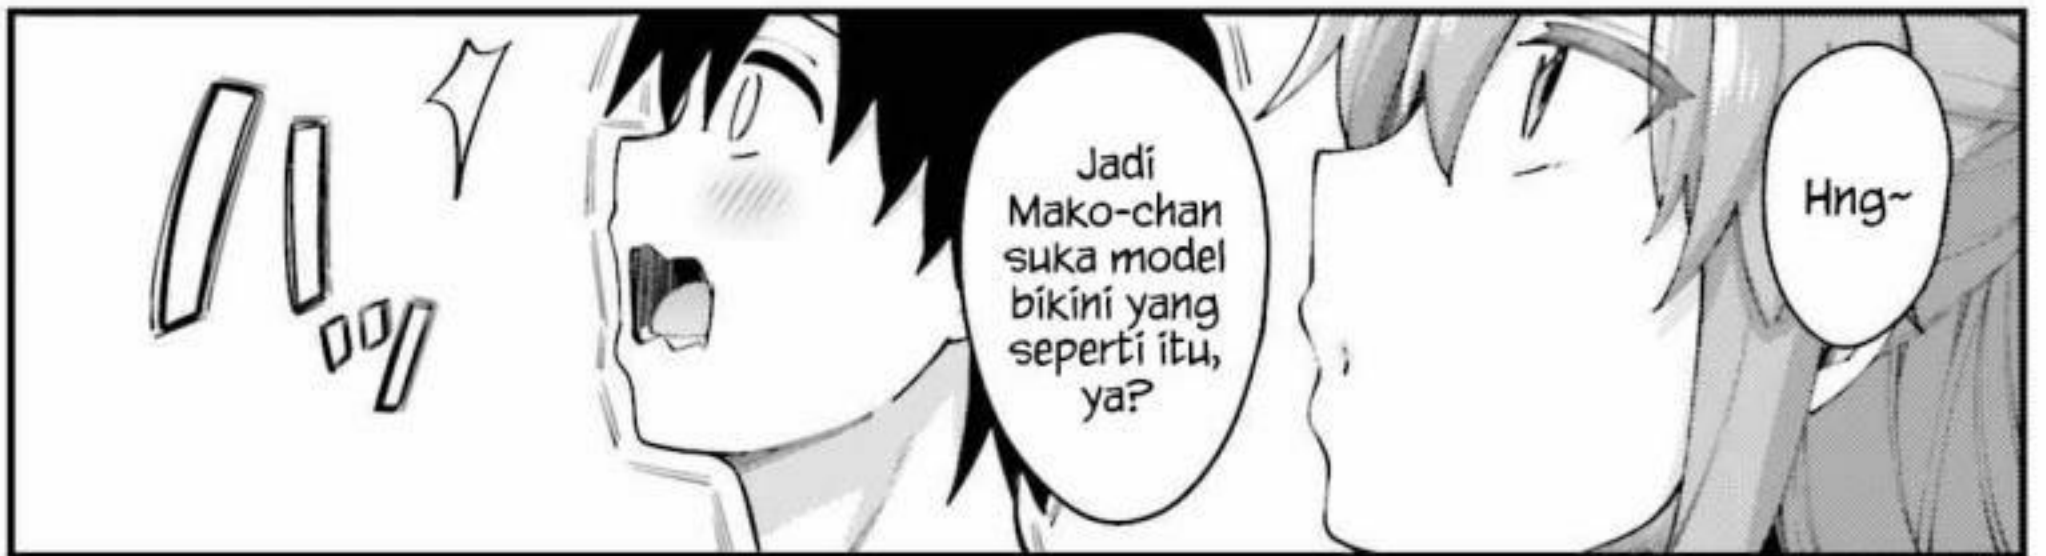 Hng~
Jadi
Mako-chan
suka model
bikini yang
seperti itu,
ya?